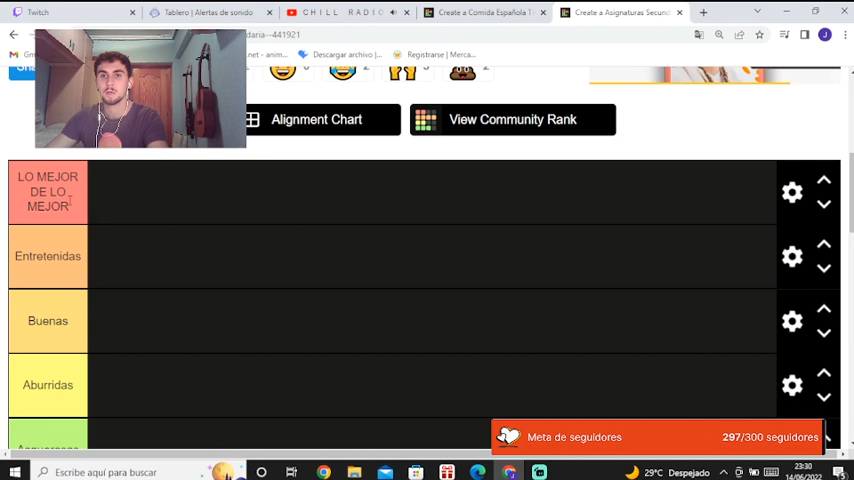 Twitch
Tablero | Alertas de sonido
C H I L L R A D I O
Create a Comida Española T
Create a Asignaturas Secund
daria--441921
.net - anim...
Descargar archivo |...
Registrarse | Merca...
Alignment Chart
View Community Rank
LO MEJOR
DE LO
MEJOR
Entretenidas
Buenas
Aburridas
Meta de seguidores
297/300 seguidores
Escribe aquí para buscar
29°C Despejado
23:30
14/06/2022